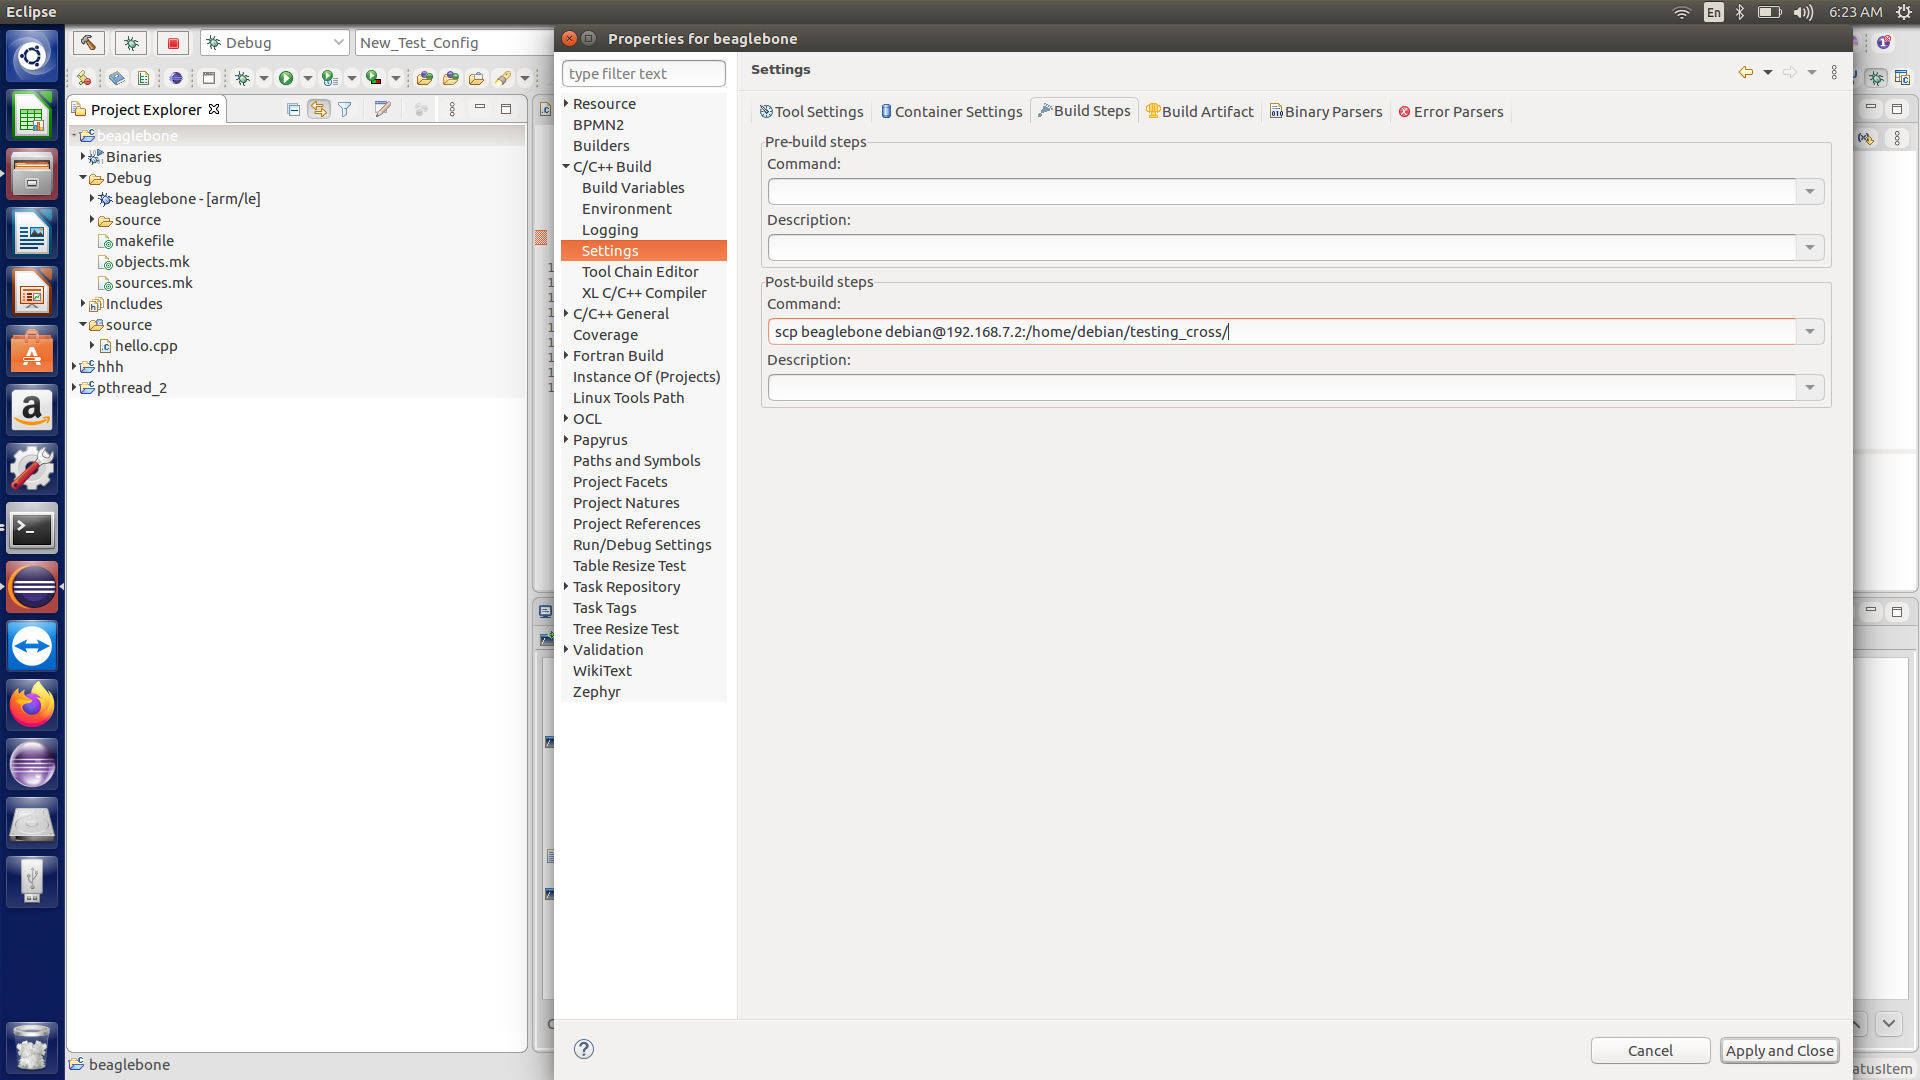 Eclipse
En
6:23 AM
Debug
New_Test_Config
Project Explorer
beaglebone
Binaries
Debug
beaglebone - [arm/le]
source
makefile
objects.mk
sources.mk
Includes
source
hello.cpp
hhh
pthread_2
beaglebone
Properties for beaglebone
type filter text
Resource
BPMN2
Builders
C/C++ Build
Build Variables
Environment
Logging
Settings
Tool Chain Editor
XL C/C++ Compiler
C/C++ General
Coverage
Fortran Build
Instance Of (Projects)
Linux Tools Path
OCL
Papyrus
Paths and Symbols
Project Facets
Project Natures
Project References
Run/Debug Settings
Table Resize Test
Task Repository
Task Tags
Tree Resize Test
Validation
WikiText
Zephyr
Settings
Tool Settings
Container Settings
Build Steps
Build Artifact
Binary Parsers
Error Parsers
Pre-build steps
Command:
Description:
Post-build steps
Command:
scp beaglebone debian@192.168.7.2:/home/debian/testing_cross/
Description:
Cancel
Apply and Close
atusItem